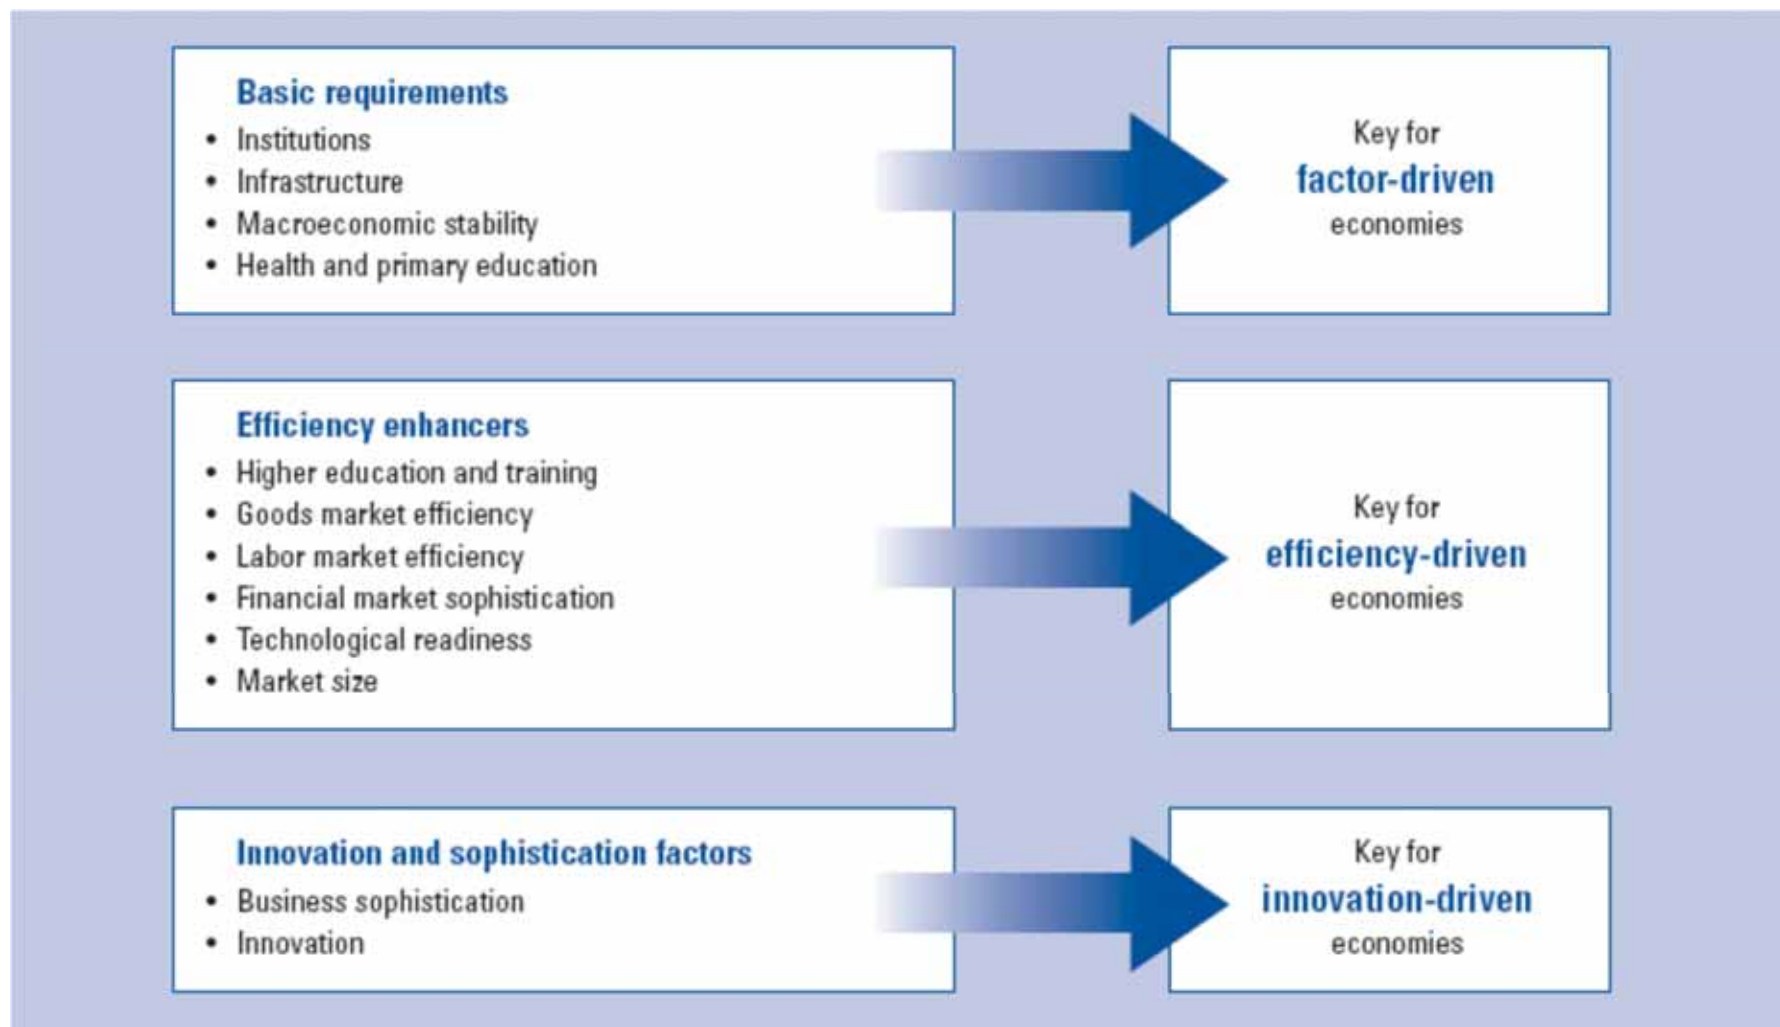 Basic requirements
• Institutions
• Infrastructure
• Macroeconomic stability
• Health and primary education
Key for
factor-driven
economies
Efficiency enhancers
• Higher education and training
• Goods market efficiency
• Labor market efficiency
• Financial market sophistication
• Technological readiness
• Market size
Key for
efficiency-driven
economies
Innovation and sophistication factors
• Business sophistication
• Innovation
Key for
innovation-driven
economies